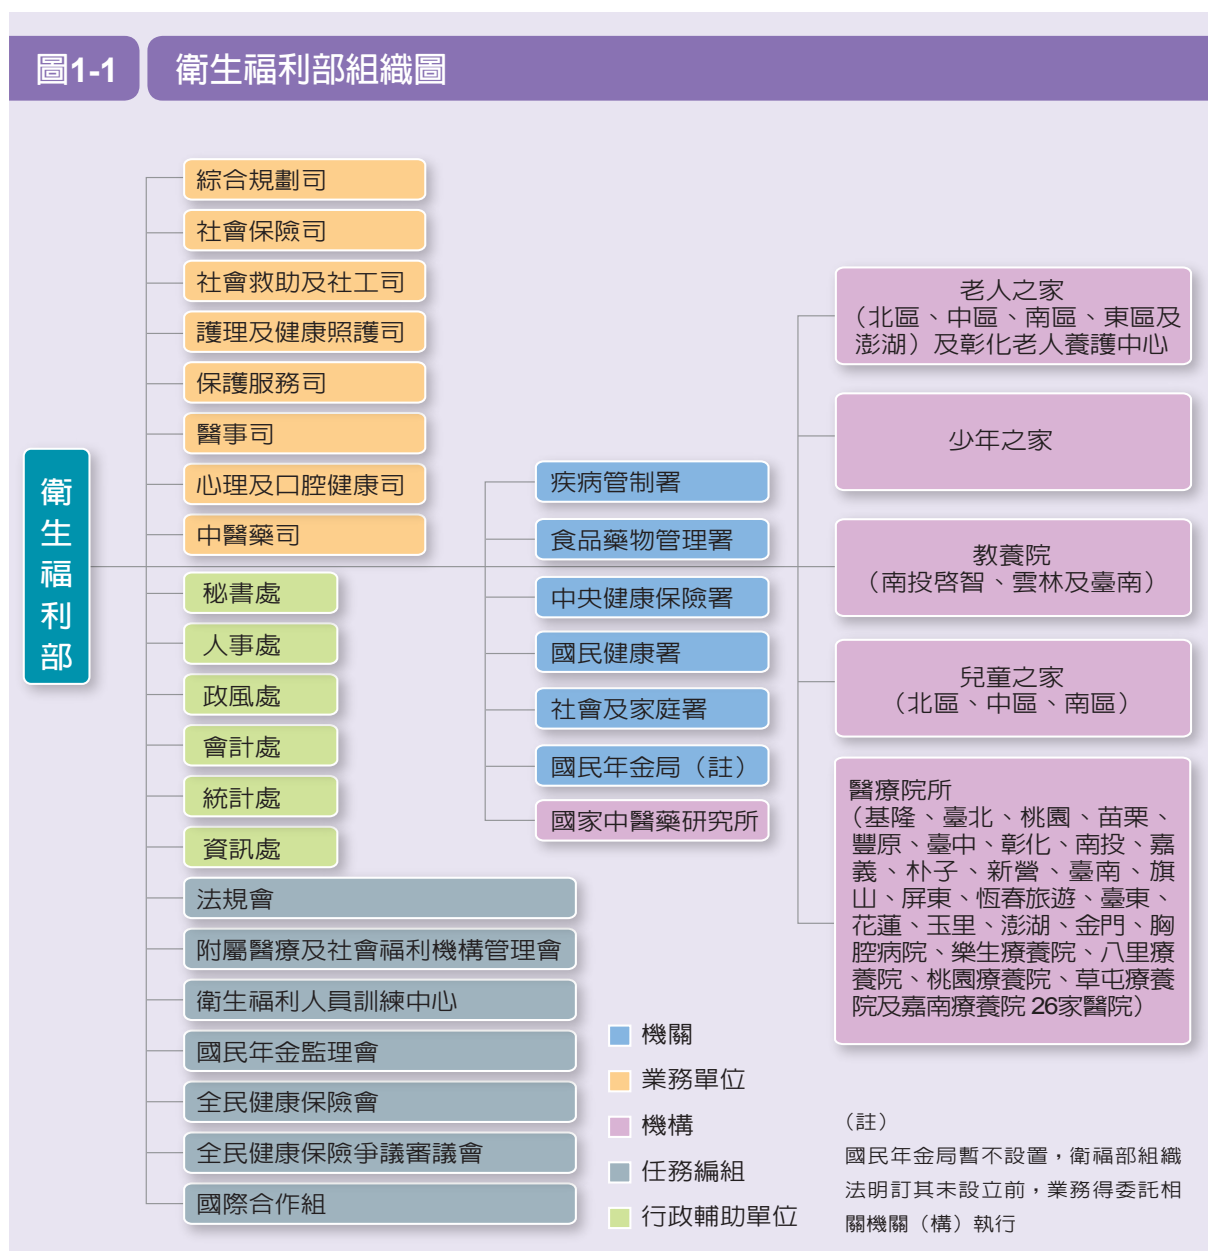 圖1-1 衛生福利部組織圖
衛生福利部
綜合規劃司
社會保險司
社會救助及社工司
護理及健康照護司
保護服務司
醫事司
心理及口腔健康司
中醫藥司
秘書處
人事處
政風處
會計處
統計處
資訊處
法規會
附屬醫療及社會福利機構管理會
衛生福利人員訓練中心
國民年金監理會
全民健康保險會
全民健康保險爭議審議會
國際合作組
疾病管制署
食品藥物管理署
中央健康保險署
國民健康署
社會及家庭署
國民年金局（註）
國家中醫藥研究所
老人之家
（北區、中區、南區、東區及
澎湖）及彰化老人養護中心
少年之家
教養院
（南投啓智、雲林及臺南）
兒童之家
（北區、中區、南區）
醫療院所
（基隆、臺北、桃園、苗栗、
豐原、臺中、彰化、南投、嘉
義、朴子、新營、臺南、旗
山、屏東、恆春旅遊、臺東、
花蓮、玉里、澎湖、金門、胸
腔病院、樂生療養院、八里療
養院、桃園療養院、草屯療養
院及嘉南療養院 26家醫院）
機關
業務單位
機構
任務編組
行政輔助單位
（註）
國民年金局暫不設置，衛福部組織
法明訂其未設立前，業務得委託相
關機關（構）執行